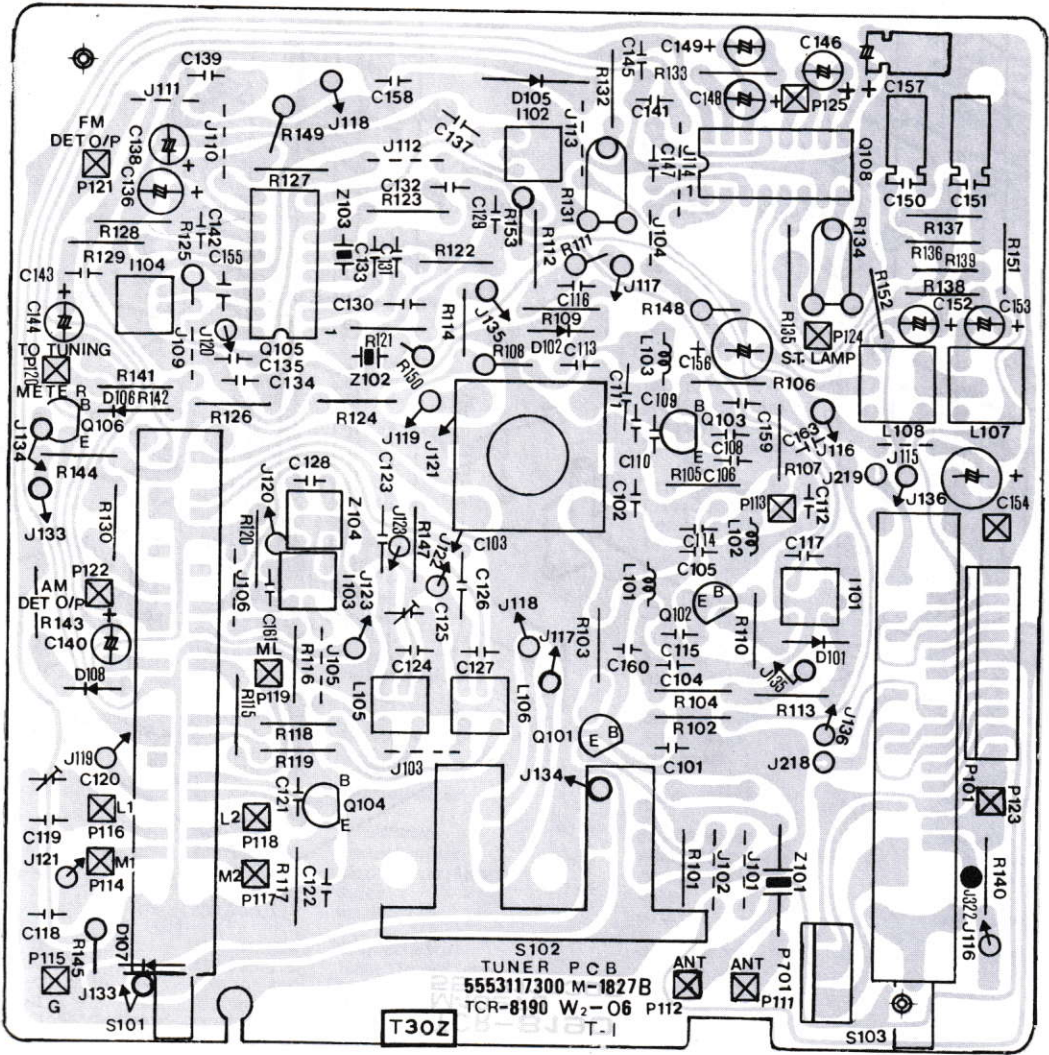 C139
C149 +
C145
R133
C146
C157
J111
C158
D105
R132
I102
J113
C148 +
C141
P125
+ +
FM
DET O/P
C138
J110
R149
J118
C137
J112
C147
J114
1
Q108
P121
C136
+
+
R127
C132
R123
Z103
C129
R153
R131
C150
C151
R128
C142
R125
R129
I104
C155
C133
C131
R122
R112
R111
J104
R134
R137
R136
R139
R151
C143
+
C130
C116
J117
R138
C144
R114
J135
R109
R148
R152
C152
+
C153
+
TO TUNING
P120
METER
J109
J120
1
Q105
R121
R150
R108
D102
C113
L103
C156
+
R135
P124
S.T. LAMP
C135
C134
Z102
R141
D106
R142
R126
R124
C111
C109
R106
B
Q106
E
J134
J119
J121
B
Q103
E
C159
C163
J116
L108
L107
C110
C108
R144
C128
C123
R105
C106
R107
J219
J115
J136
+
C154
J133
R130
J120
Z104
C102
P113
C112
R120
J123
R147
J122
C103
C114
C105
L102
C117
P122
AM
DET O/P
J106
I103
J123
C126
L101
B
E
Q102
I101
R143
+
C140
C161
C125
J118
R103
R110
ML
P119
R116
J105
J117
C115
C160
C104
D101
D108
C124
C127
L105
L106
J135
R115
R104
R113
J136
R118
R102
J119
R119
J103
Q101
E
B
C101
J218
C120
J134
P101
L1
P116
C121
B
Q104
E
L2
P118
P123
C119
J121
M1
P114
M2
P117
R117
C122
R101
J102
J101
Z101
R140
J322
J116
C118
P115
G
R145
D107
J133
S101
S102
TUNER PCB
5553117300 M-1827B
TCR-8190 W₂-06
T-1
T30Z
ANT
P112
ANT
P111
P701
S103